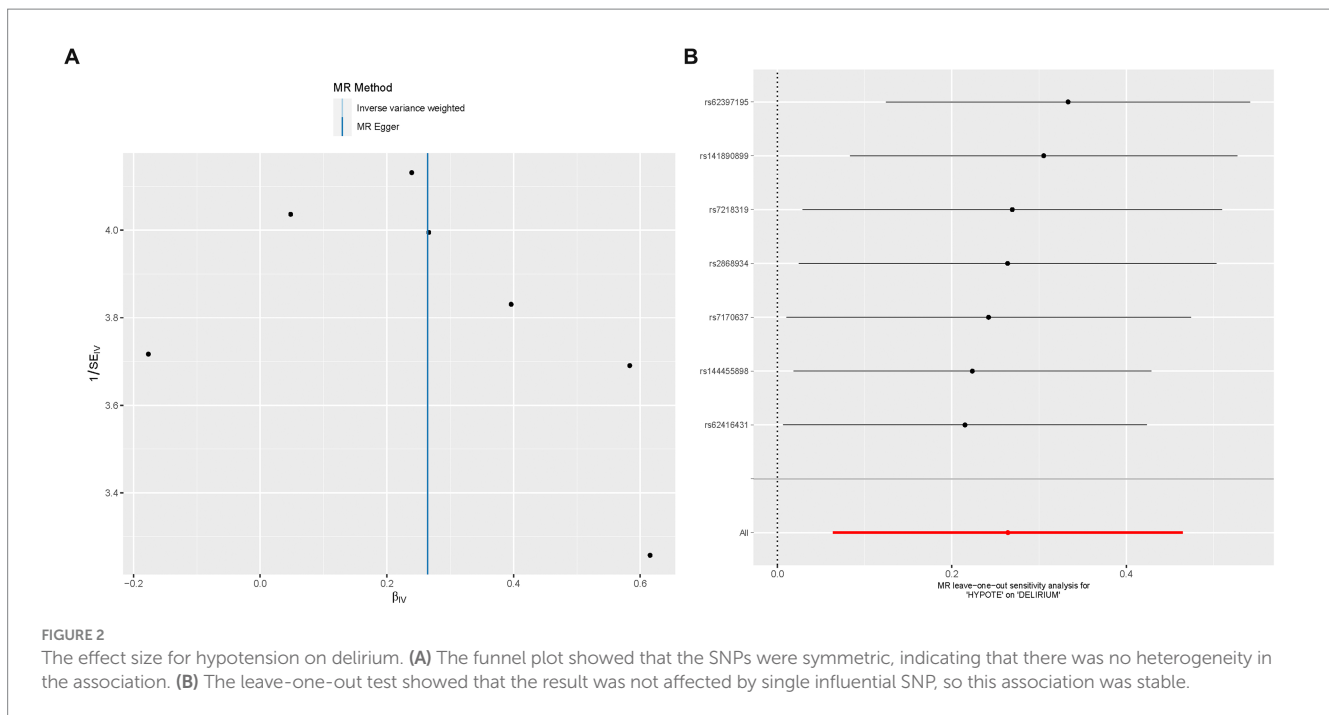 A
MR Method
Inverse variance weighted
MR Egger
4.0
3.8
3.6
3.4
1/SE_IV
−0.2 0.0 0.2 0.4 0.6
β_IV
B
rs62397195
rs141890899
rs7218319
rs2868934
rs7170637
rs144455898
rs62416431
All
0.0 0.2 0.4
MR leave−one−out sensitivity analysis for
'HYPOTE' on 'DELIRIUM'
FIGURE 2
The effect size for hypotension on delirium. (A) The funnel plot showed that the SNPs were symmetric, indicating that there was no heterogeneity in
the association. (B) The leave-one-out test showed that the result was not affected by single influential SNP, so this association was stable.